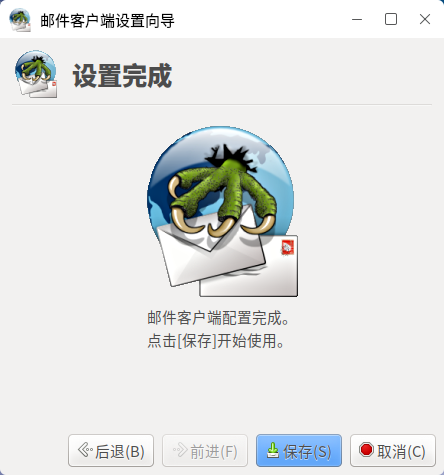 邮件客户端设置向导
设置完成
邮件客户端配置完成。
点击[保存]开始使用。
后退(B)
前进(F)
保存(S)
取消(C)